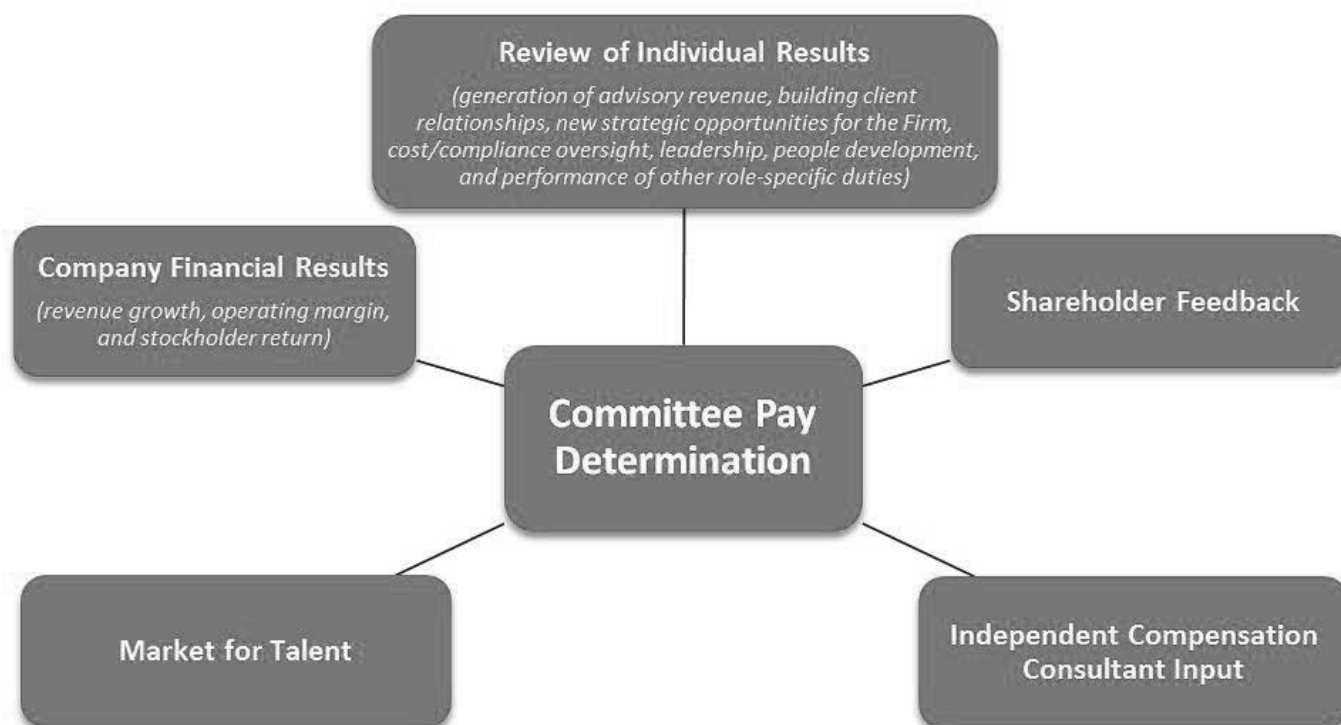 Review of Individual Results
(generation of advisory revenue, building client
relationships, new strategic opportunities for the Firm,
cost/compliance oversight, leadership, people development,
and performance of other role-specific duties)
Company Financial Results
(revenue growth, operating margin,
and stockholder return)
Shareholder Feedback
Committee Pay
Determination
Market for Talent
Independent Compensation
Consultant Input